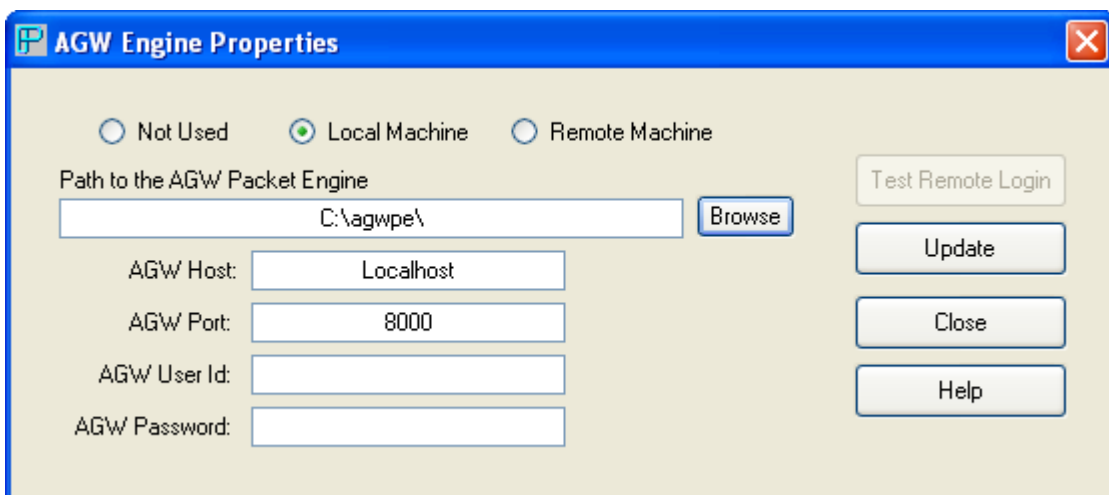 AGW Engine Properties
Not Used Local Machine Remote Machine
Path to the AGW Packet Engine
Test Remote Login
C:\agwpe\ Browse
Update
AGW Host: Localhost
AGW Port: 8000
Close
AGW User Id:
Help
AGW Password: